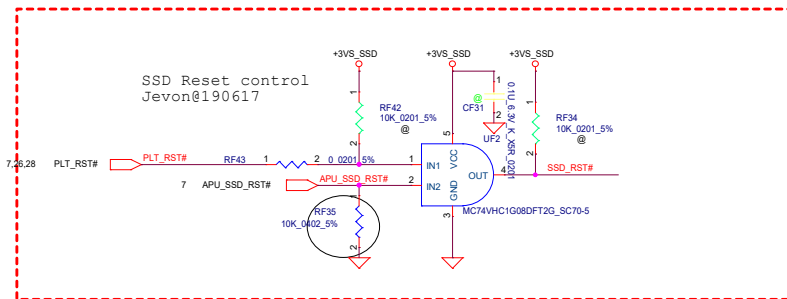 +3VS_SSD
+3VS_SSD
+3VS_SSD
SSD Reset control
Jevon@190617
1
RF42
10K_0201_5%
@
2
1
@
CF31
2
0.1U_6.3V_K_X5R_0201
1
RF34
10K_0201_5%
@
2
5
UF2
7,26,28
PLT_RST#
PLT_RST#
RF43
1
2
0_0201_5%
1
IN1
VCC
OUT
4
SSD_RST#
7
APU_SSD_RST#
APU_SSD_RST#
2
IN2
GND
3
MC74VHC1G08DFT2G_SC70-5
1
RF35
10K_0402_5%
2